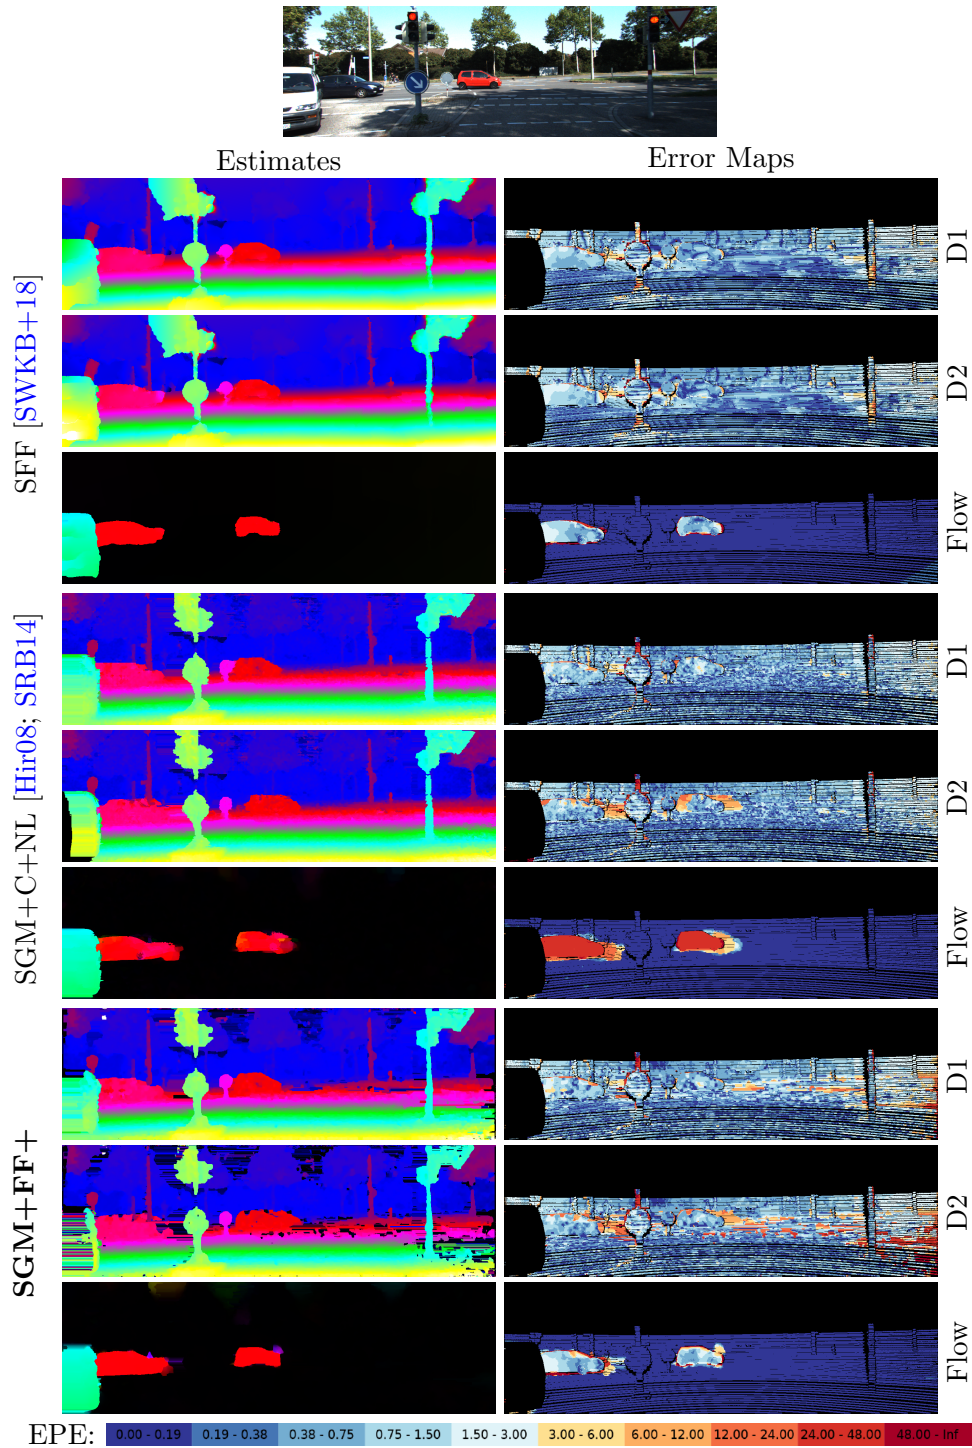 Estimates
Error Maps
SFF [SWKB+18]
D1
D2
Flow
SGM+C+NL [Hir08; SRB14]
D1
D2
Flow
SGM+FF+
D1
D2
Flow
EPE: 0.00 - 0.19 0.19 - 0.38 0.38 - 0.75 0.75 - 1.50 1.50 - 3.00 3.00 - 6.00 6.00 - 12.00 12.00 - 24.00 24.00 - 48.00 48.00 - Inf